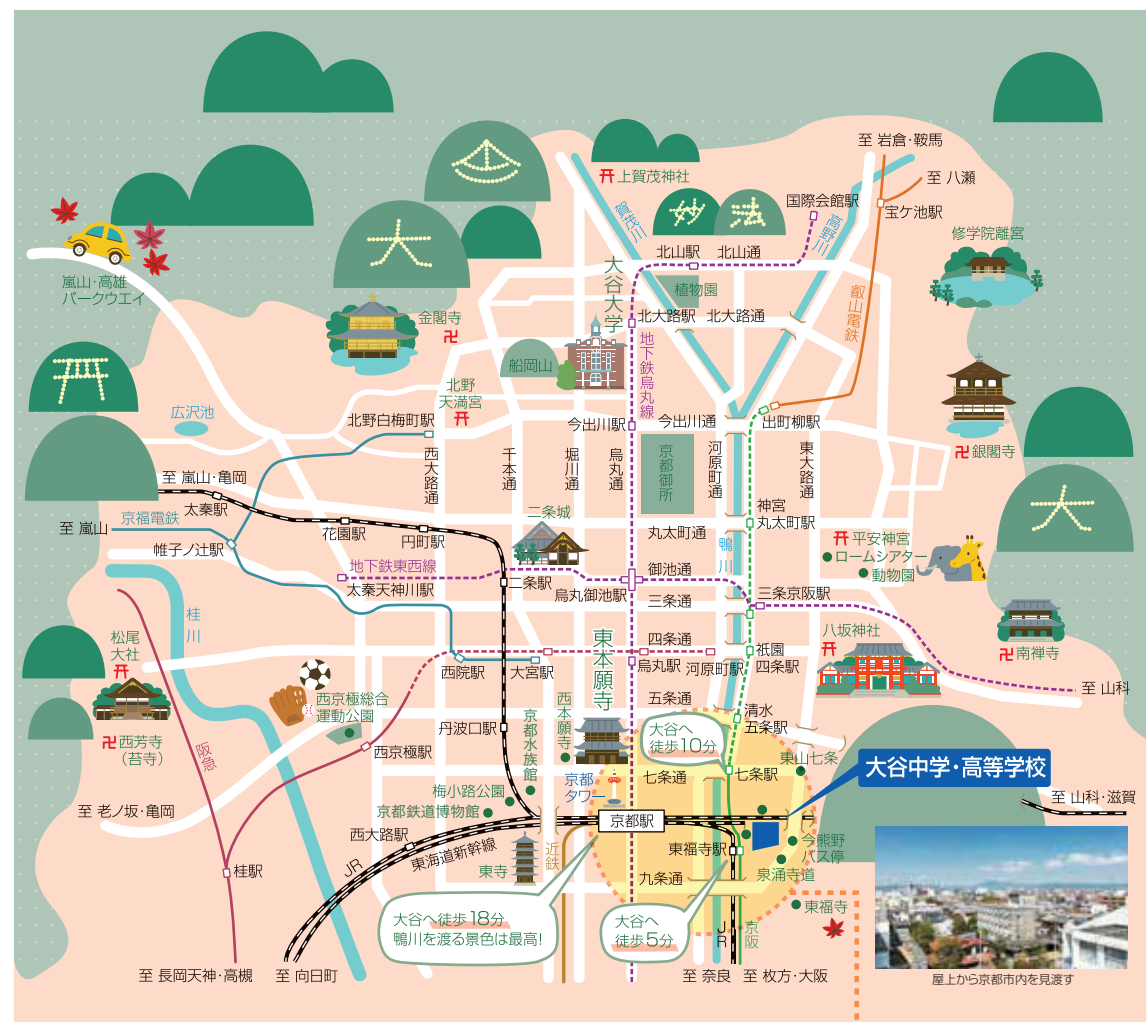 至 岩倉・鞍馬
上賀茂神社
至 八瀬
国際会館駅
宝ケ池駅
賀茂川
高野川
修学院離宮
北山駅
北山通
嵐山・高雄
パークウエイ
植物園
大谷大学
叡山電鉄
金閣寺
北大路駅
北大路通
地下鉄烏丸線
船岡山
北野
天満宮
広沢池
北野白梅町駅
今出川駅
今出川通
出町柳駅
銀閣寺
西大路通
千本通
堀川通
烏丸通
京都御所
河原町通
東大路通
至 嵐山・亀岡
太秦駅
神宮
丸太町駅
京福電鉄
至 嵐山
花園駅
円町駅
二条城
丸太町通
平安神宮
ロームシアター
動物園
帷子ノ辻駅
鴨川
地下鉄東西線
御池通
二条駅
太秦天神川駅
烏丸御池駅
三条通
三条京阪駅
桂川
松尾
大社
東本願寺
四条通
八坂神社
祇園
四条駅
南禅寺
西院駅
大宮駅
烏丸駅
河原町駅
至 山科
西京極総合
運動公園
西本願寺
五条通
清水
五条駅
西芳寺
(苔寺)
丹波口駅
京都水族館
阪急
西京極駅
大谷へ
徒歩10分
東山七条
七条通
七条駅
大谷中学・高等学校
京都
タワー
梅小路公園
京都鉄道博物館
至 老ノ坂・亀岡
至 山科・滋賀
京都駅
西大路駅
東海道新幹線
JR
近鉄
東寺
東福寺駅
今熊野
バス停
泉涌寺道
桂駅
九条通
東福寺
大谷へ徒歩18分
鴨川を渡る景色は最高!
大谷へ
徒歩5分
JR
京阪
至 長岡天神・高槻
至 向日町
至 奈良
至 枚方・大阪
屋上から京都市内を見渡す
妙
法